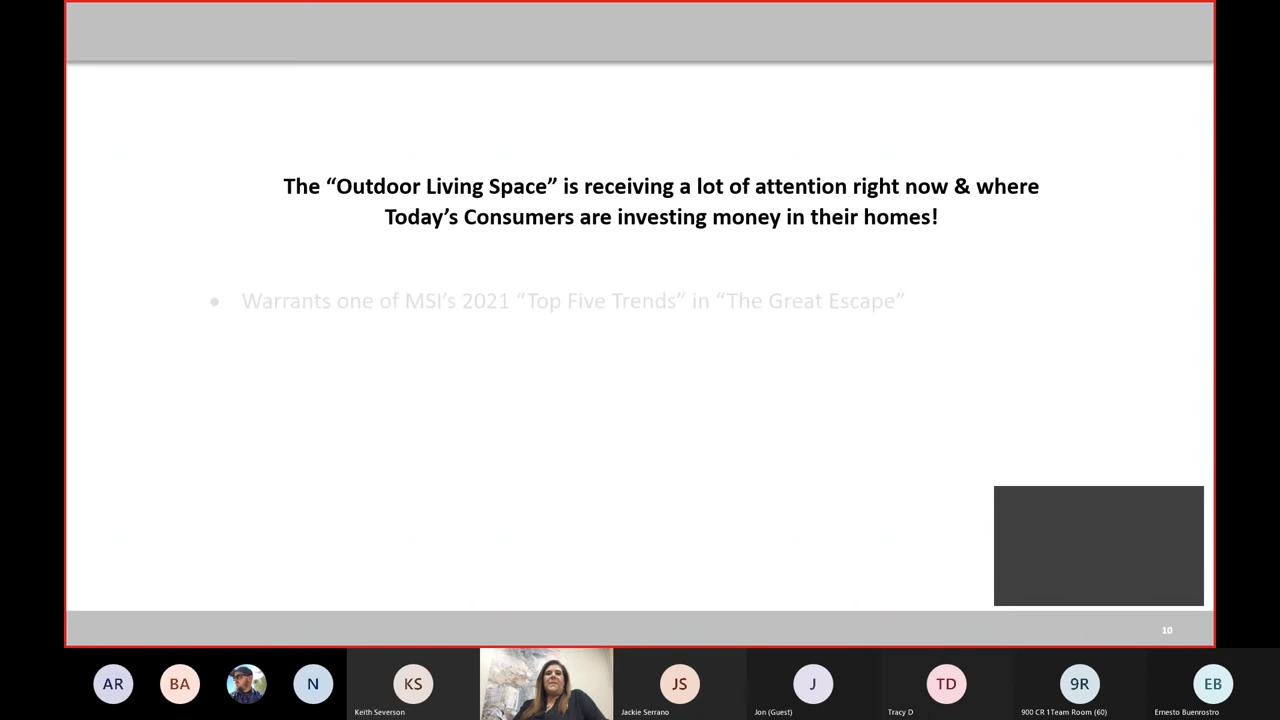 The “Outdoor Living Space” is receiving a lot of attention right now & where
Today’s Consumers are investing money in their homes!
• Warrants one of MSI’s 2021 “Top Five Trends” in “The Great Escape”
10
AR
BA
N
KS
JS
J
TD
9R
EB
Keith Severson
Jackie Serrano
Jon (Guest)
Tracy D
900 CR 1Team Room (60)
Ernesto Buenrostro